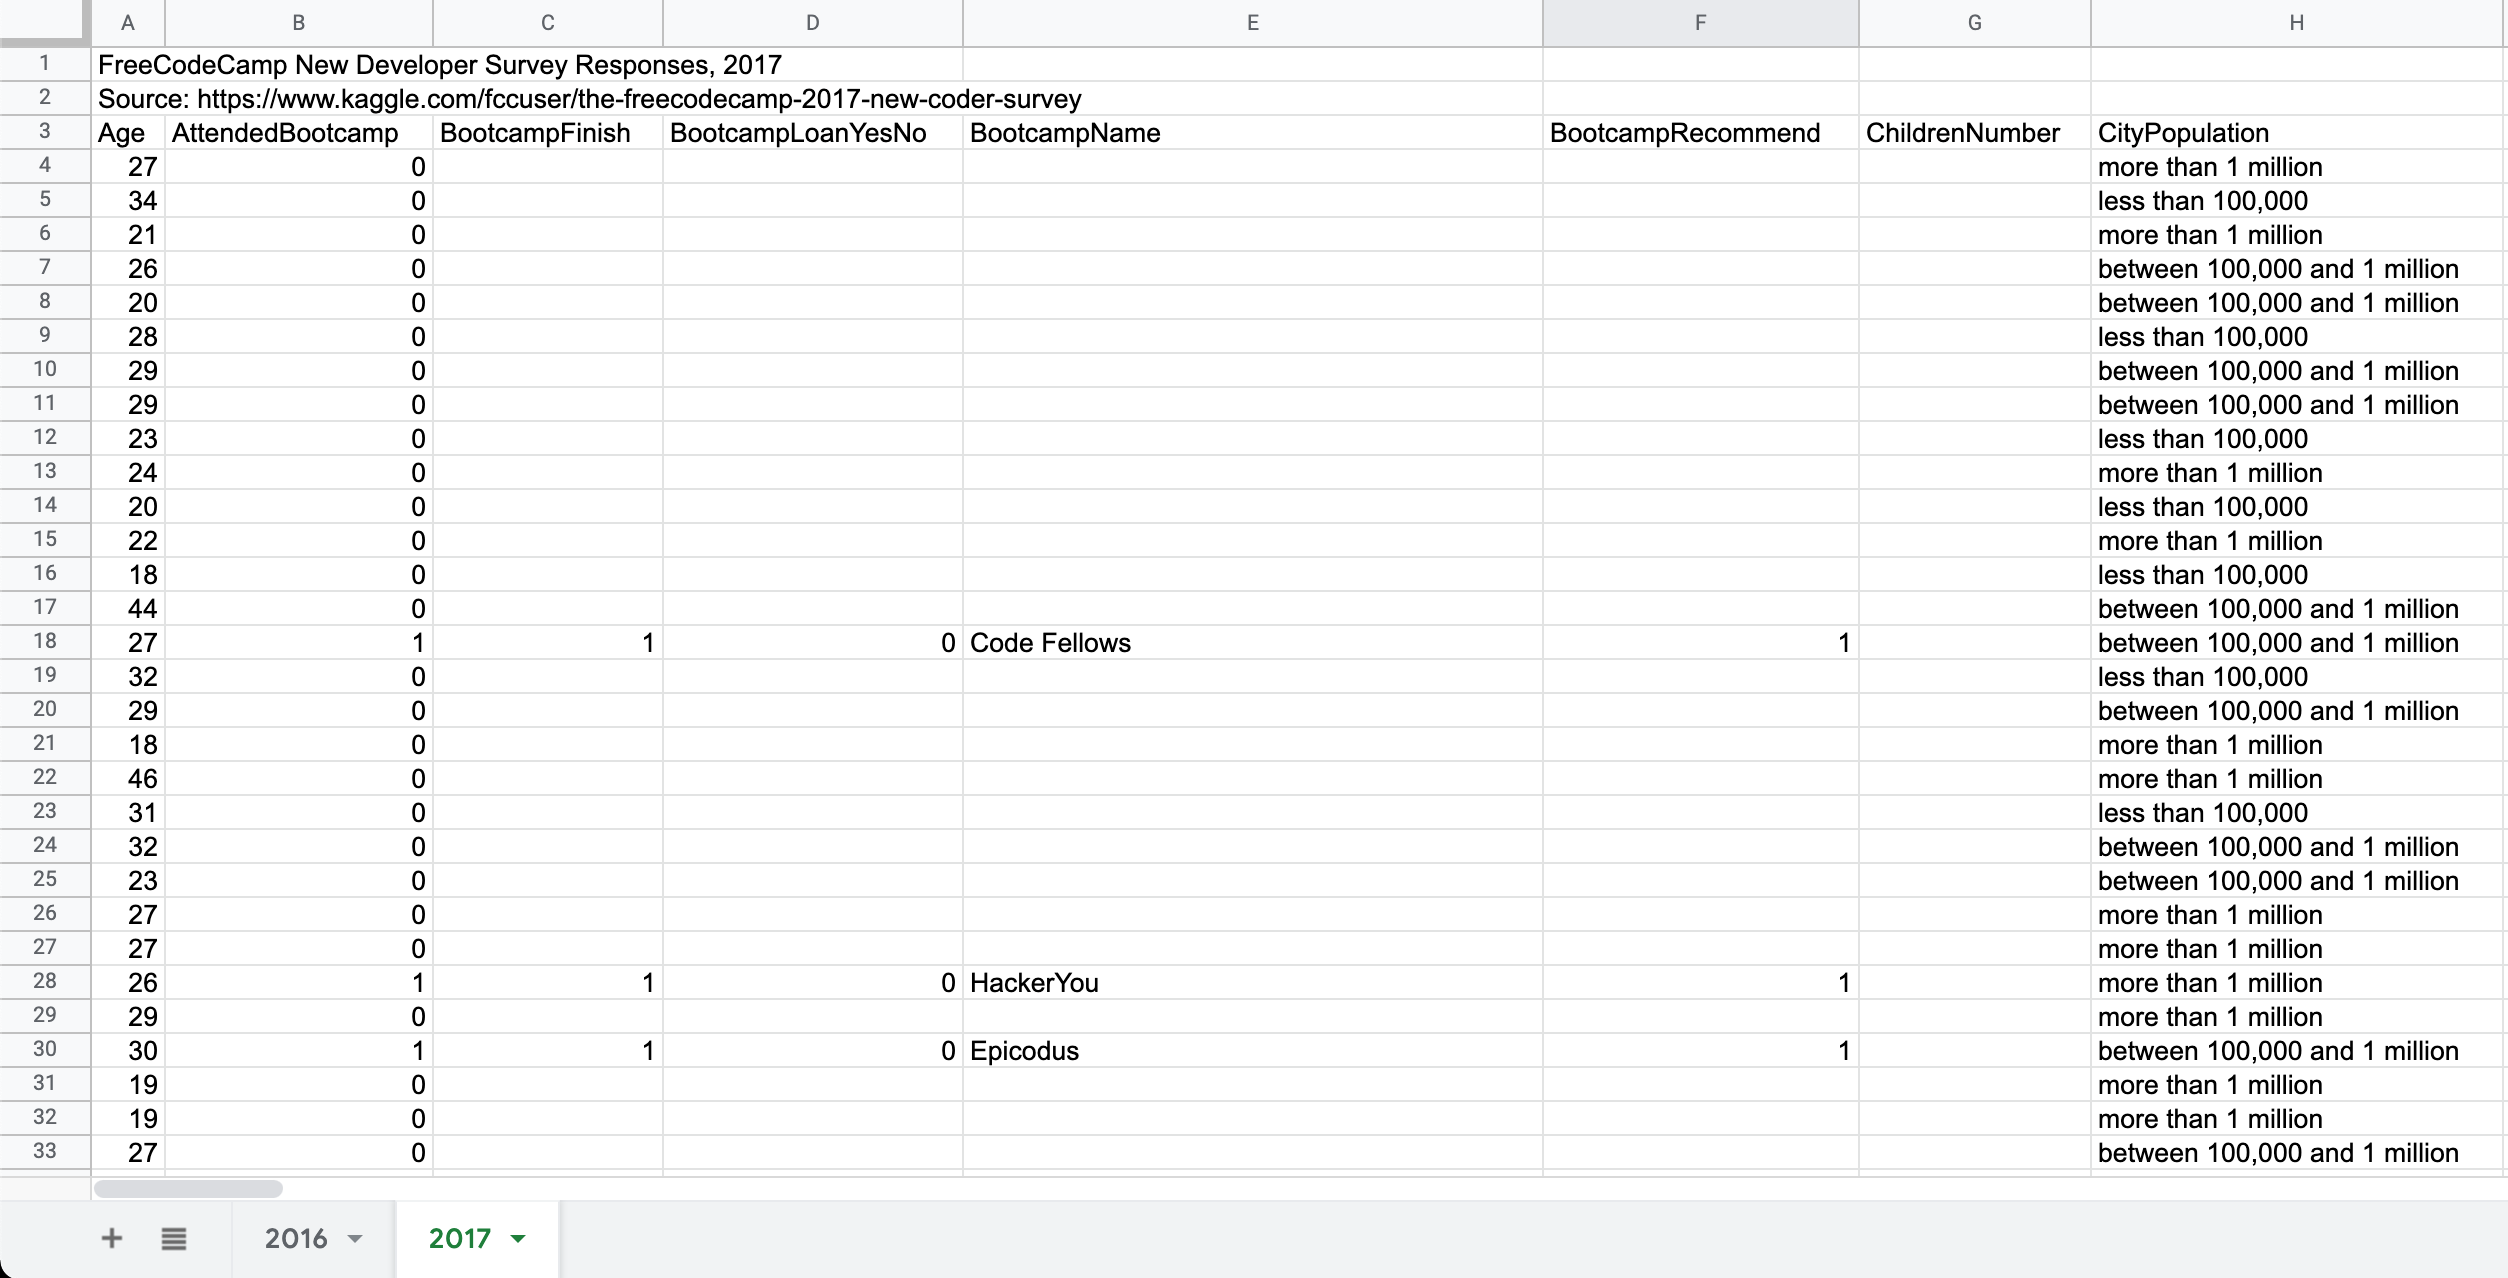 A B C D E F G H
1 FreeCodeCamp New Developer Survey Responses, 2017
2 Source: https://www.kaggle.com/fccuser/the-freecodecamp-2017-new-coder-survey
3 Age AttendedBootcamp BootcampFinish BootcampLoanYesNo BootcampName BootcampRecommend ChildrenNumber CityPopulation
4 27 0 more than 1 million
5 34 0 less than 100,000
6 21 0 more than 1 million
7 26 0 between 100,000 and 1 million
8 20 0 between 100,000 and 1 million
9 28 0 less than 100,000
10 29 0 between 100,000 and 1 million
11 29 0 between 100,000 and 1 million
12 23 0 less than 100,000
13 24 0 more than 1 million
14 20 0 less than 100,000
15 22 0 more than 1 million
16 18 0 less than 100,000
17 44 0 between 100,000 and 1 million
18 27 1 1 0 Code Fellows 1 between 100,000 and 1 million
19 32 0 less than 100,000
20 29 0 between 100,000 and 1 million
21 18 0 more than 1 million
22 46 0 more than 1 million
23 31 0 less than 100,000
24 32 0 between 100,000 and 1 million
25 23 0 between 100,000 and 1 million
26 27 0 more than 1 million
27 27 0 more than 1 million
28 26 1 1 0 HackerYou 1 more than 1 million
29 29 0 more than 1 million
30 30 1 1 0 Epicodus 1 between 100,000 and 1 million
31 19 0 more than 1 million
32 19 0 more than 1 million
33 27 0 between 100,000 and 1 million
2016 2017